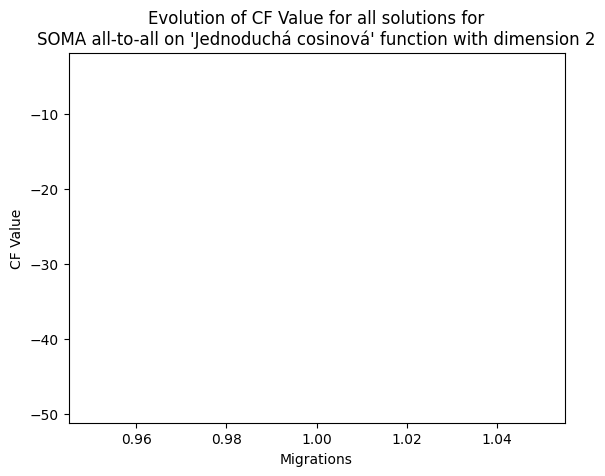 Evolution of CF Value for all solutions for
SOMA all-to-all on 'Jednoduchá cosinová' function with dimension 2
CF Value
−10
−20
−30
−40
−50
0.96 0.98 1.00 1.02 1.04
Migrations